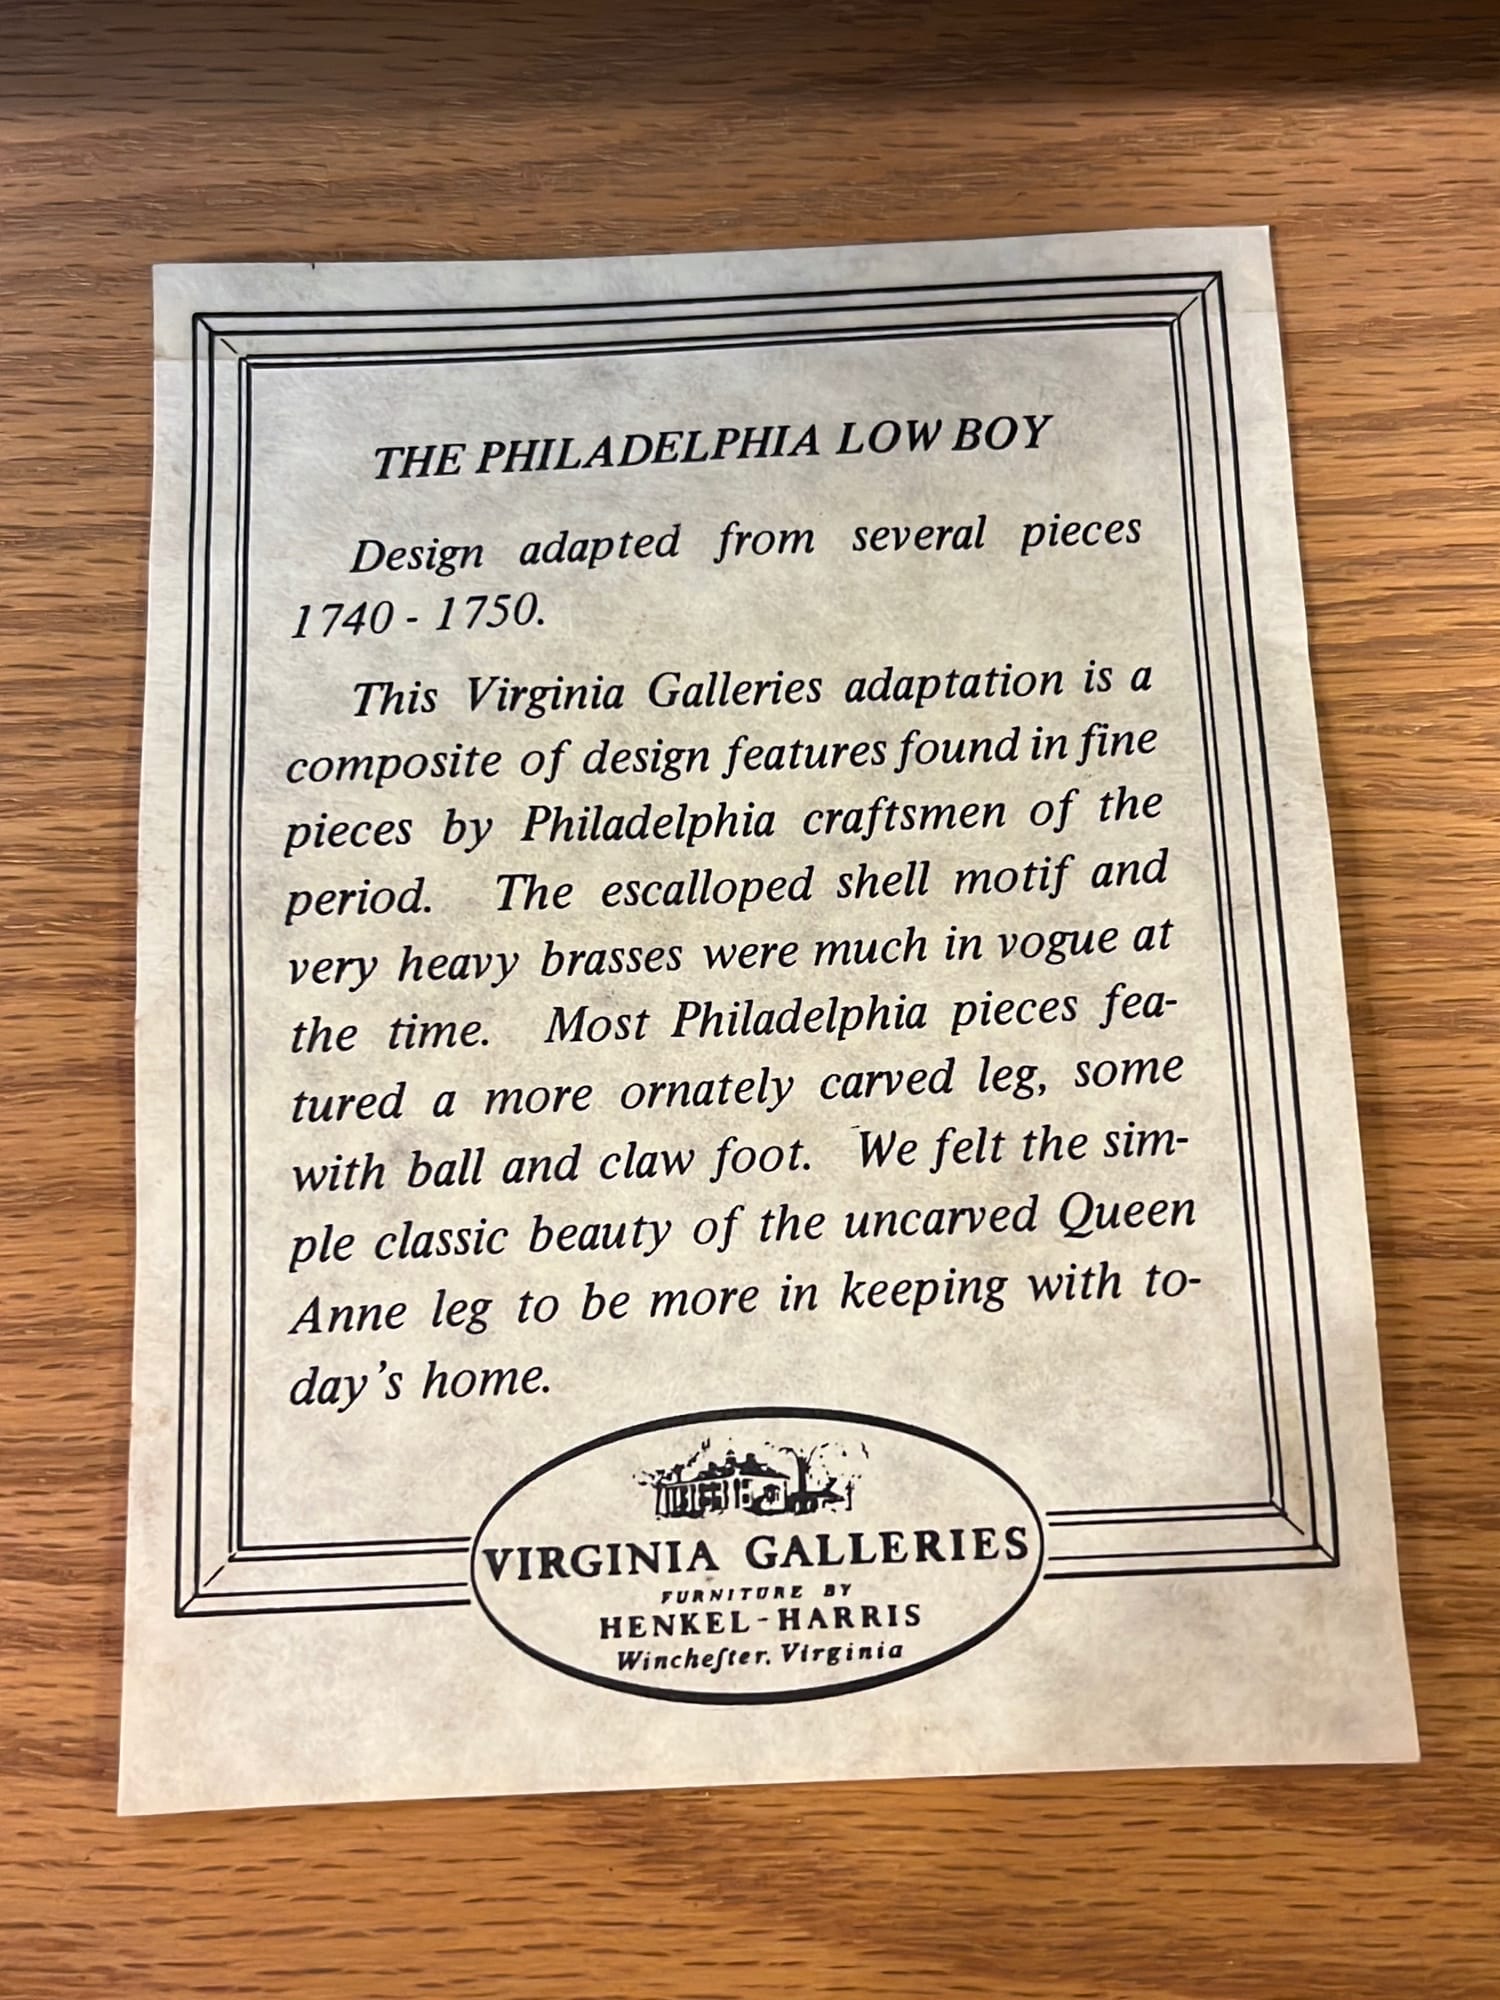 THE PHILADELPHIA LOW BOY
Design adapted from several pieces
1740 - 1750.
This Virginia Galleries adaptation is a
composite of design features found in fine
pieces by Philadelphia craftsmen of the
period. The escalloped shell motif and
very heavy brasses were much in vogue at
the time. Most Philadelphia pieces fea-
tured a more ornately carved leg, some
with ball and claw foot. We felt the sim-
ple classic beauty of the uncarved Queen
Anne leg to be more in keeping with to-
day's home.
VIRGINIA GALLERIES
FURNITURE BY
HENKEL-HARRIS
Wincheſter, Virginia